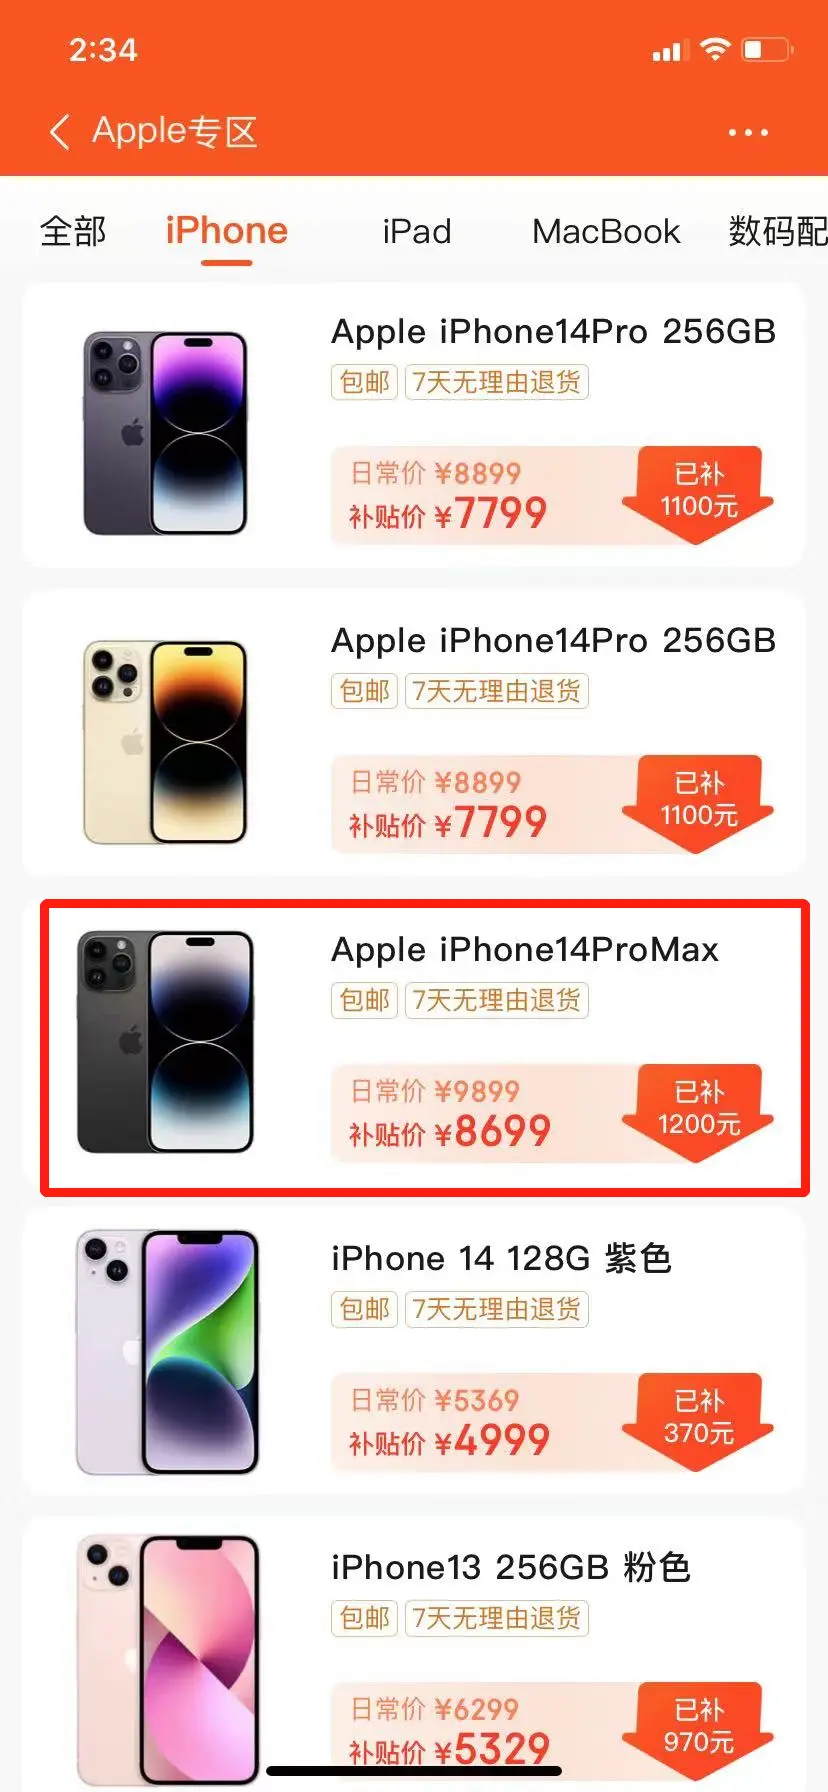 2:34
Apple专区
全部 iPhone iPad MacBook 数码配
Apple iPhone14Pro 256GB
包邮 7天无理由退货
日常价 ¥8899
补贴价 ¥7799
已补
1100元
Apple iPhone14Pro 256GB
包邮 7天无理由退货
日常价 ¥8899
补贴价 ¥7799
已补
1100元
Apple iPhone14ProMax
包邮 7天无理由退货
日常价 ¥9899
补贴价 ¥8699
已补
1200元
iPhone 14 128G 紫色
包邮 7天无理由退货
日常价 ¥5369
补贴价 ¥4999
已补
370元
iPhone13 256GB 粉色
包邮 7天无理由退货
日常价 ¥6299
补贴价 ¥5329
已补
970元